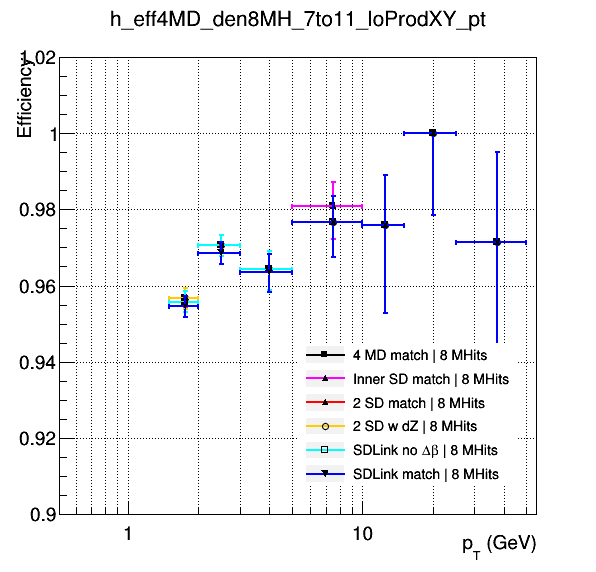 h_eff4MD_den8MH_7to11_loProdXY_pt
Efficiency
1.02
1
0.98
0.96
0.94
0.92
0.9
4 MD match | 8 MHits
Inner SD match | 8 MHits
2 SD match | 8 MHits
2 SD w dZ | 8 MHits
SDLink no Δβ | 8 MHits
SDLink match | 8 MHits
1
10
p_T (GeV)